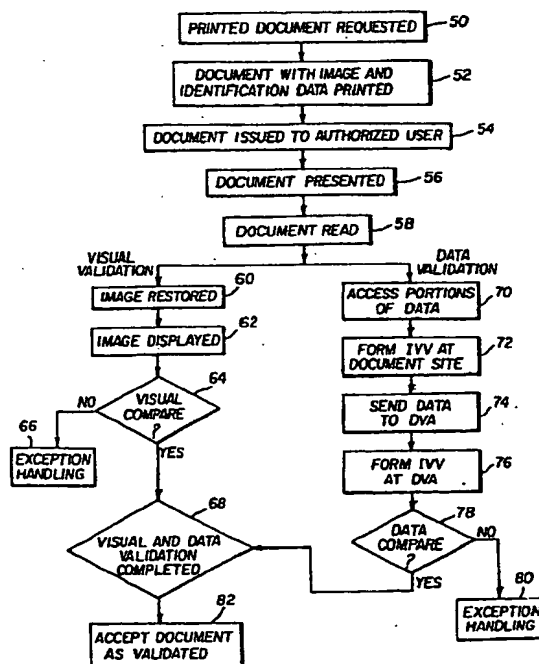 PRINTED DOCUMENT REQUESTED
50
DOCUMENT WITH IMAGE AND
IDENTIFICATION DATA PRINTED
52
DOCUMENT ISSUED TO AUTHORIZED USER
54
DOCUMENT PRESENTED
56
DOCUMENT READ
58
VISUAL
VALIDATION
60
IMAGE RESTORED
62
IMAGE DISPLAYED
64
VISUAL
COMPARE
?
NO
YES
66
EXCEPTION
HANDLING
DATA
VALIDATION
ACCESS PORTIONS
OF DATA
70
FORM IVV AT
DOCUMENT SITE
72
SEND DATA
TO DVA
74
FORM IVV
AT DVA
76
78
DATA
COMPARE
?
NO
YES
80
EXCEPTION
HANDLING
68
VISUAL AND DATA
VALIDATION
COMPLETED
82
ACCEPT DOCUMENT
AS VALIDATED